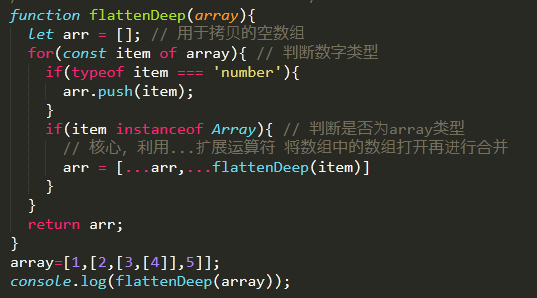 function flattenDeep(array){
let arr = []; // 用于拷贝的空数组
for(const item of array){ // 判断数字类型
if(typeof item === 'number'){
arr.push(item);
}
if(item instanceof Array){ // 判断是否为array类型
// 核心, 利用...扩展运算符 将数组中的数组打开再进行合并
arr = [...arr,...flattenDeep(item)]
}
}
return arr;
}
array=[1,[2,[3,[4]],5]];
console.log(flattenDeep(array));